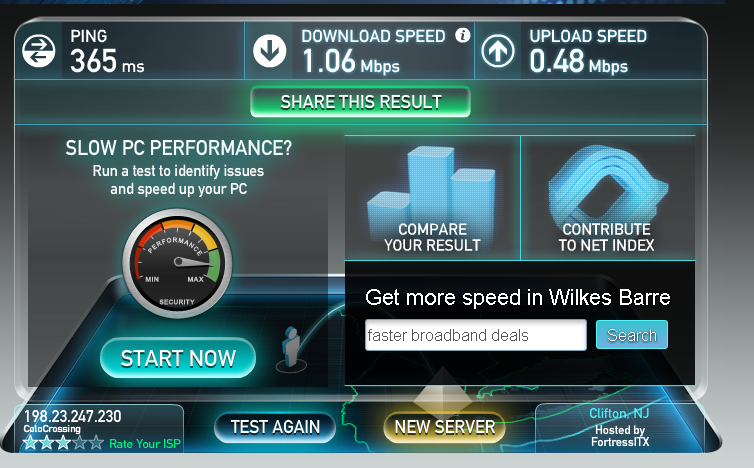 PING
365 ms
DOWNLOAD SPEED
1.06 Mbps
UPLOAD SPEED
0.48 Mbps
SHARE THIS RESULT
SLOW PC PERFORMANCE?
Run a test to identify issues
and speed up your PC
PERFORMANCE
MIN MAX
SECURITY
START NOW
COMPARE
YOUR RESULT
CONTRIBUTE
TO NET INDEX
Get more speed in Wilkes Barre
faster broadband deals
Search
198.23.247.230
ColoCrossing
Rate Your ISP
TEST AGAIN
NEW SERVER
Clifton, NJ
Hosted by
FortressITX